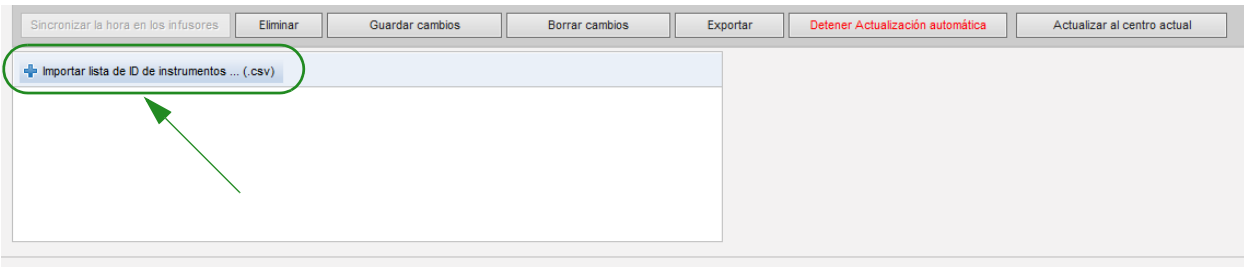 Sincronizar la hora en los infusores Eliminar Guardar cambios Borrar cambios Exportar Detener Actualización automática Actualizar al centro actual
Importar lista de ID de instrumentos ... (.csv)